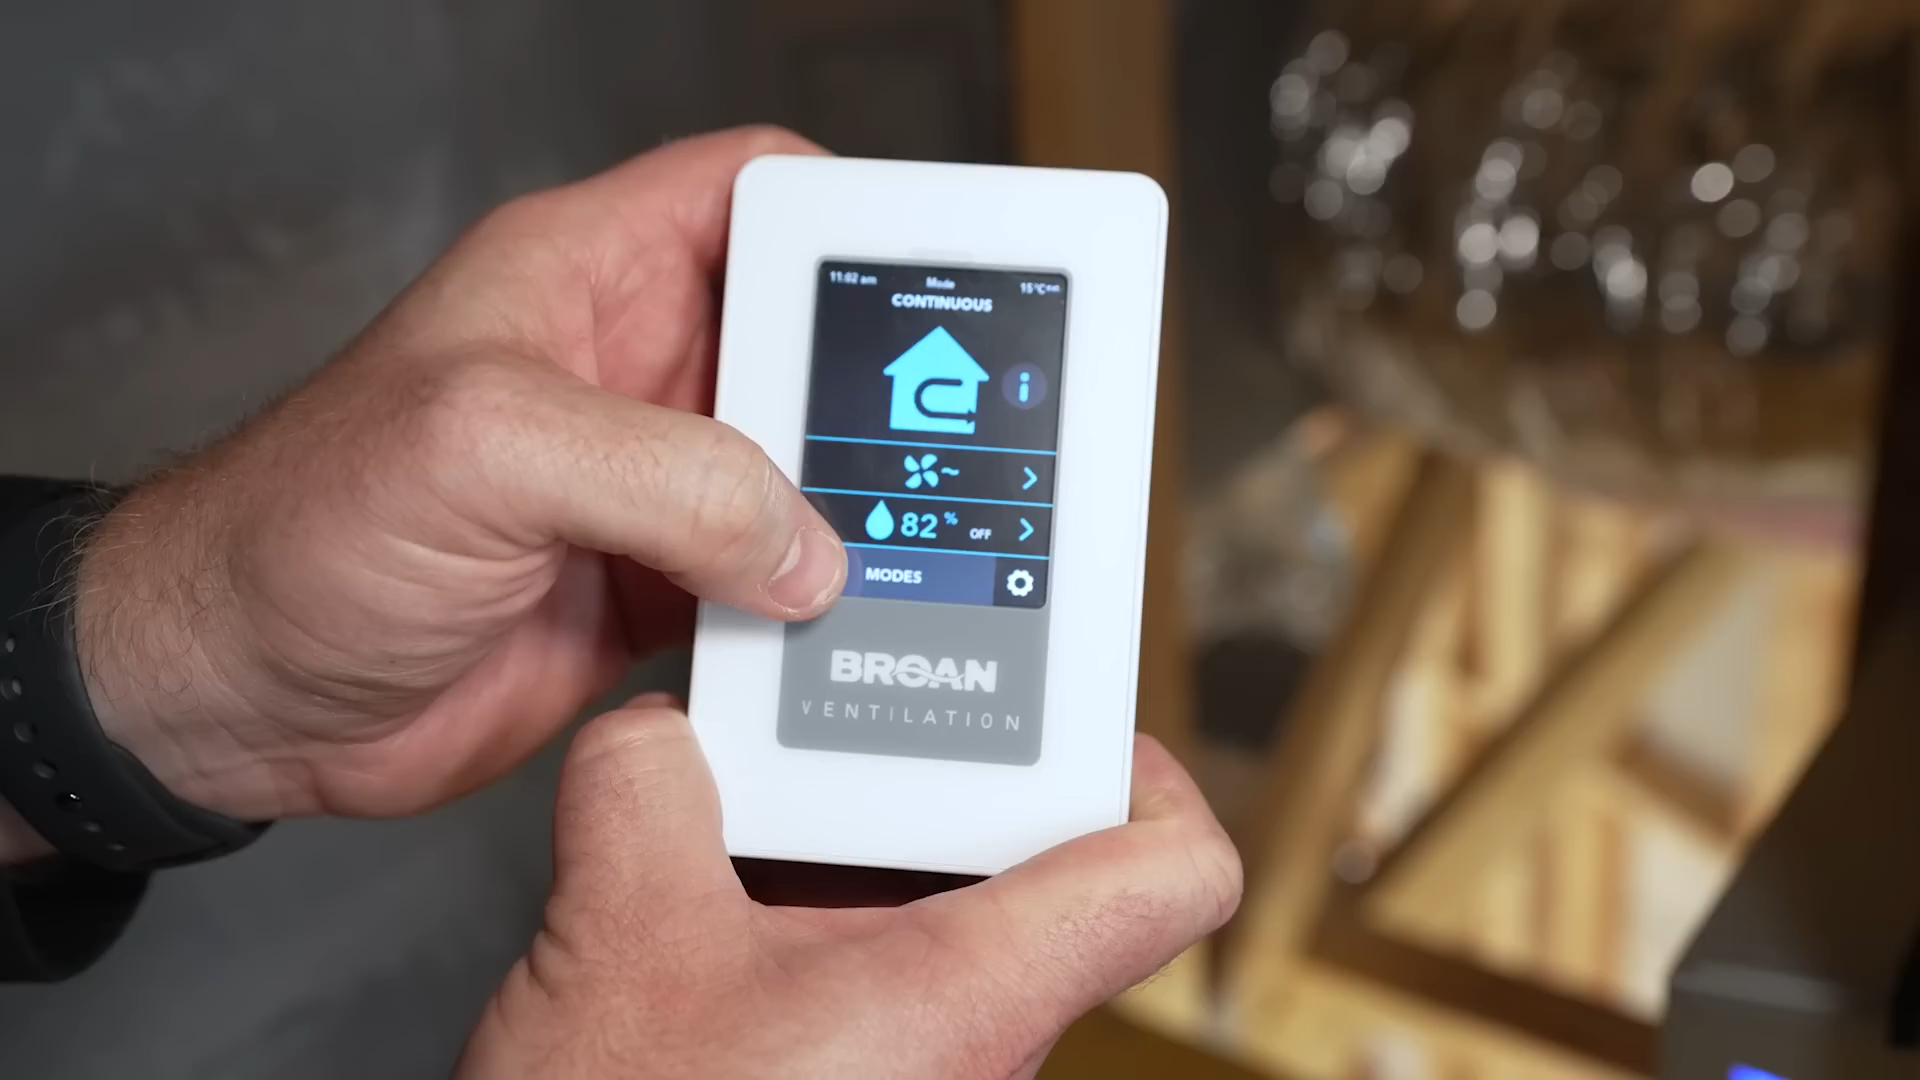 11:02 am
Mode
15°C
CONTINUOUS
i
~
82 %
OFF
MODES
BROAN
VENTILATION